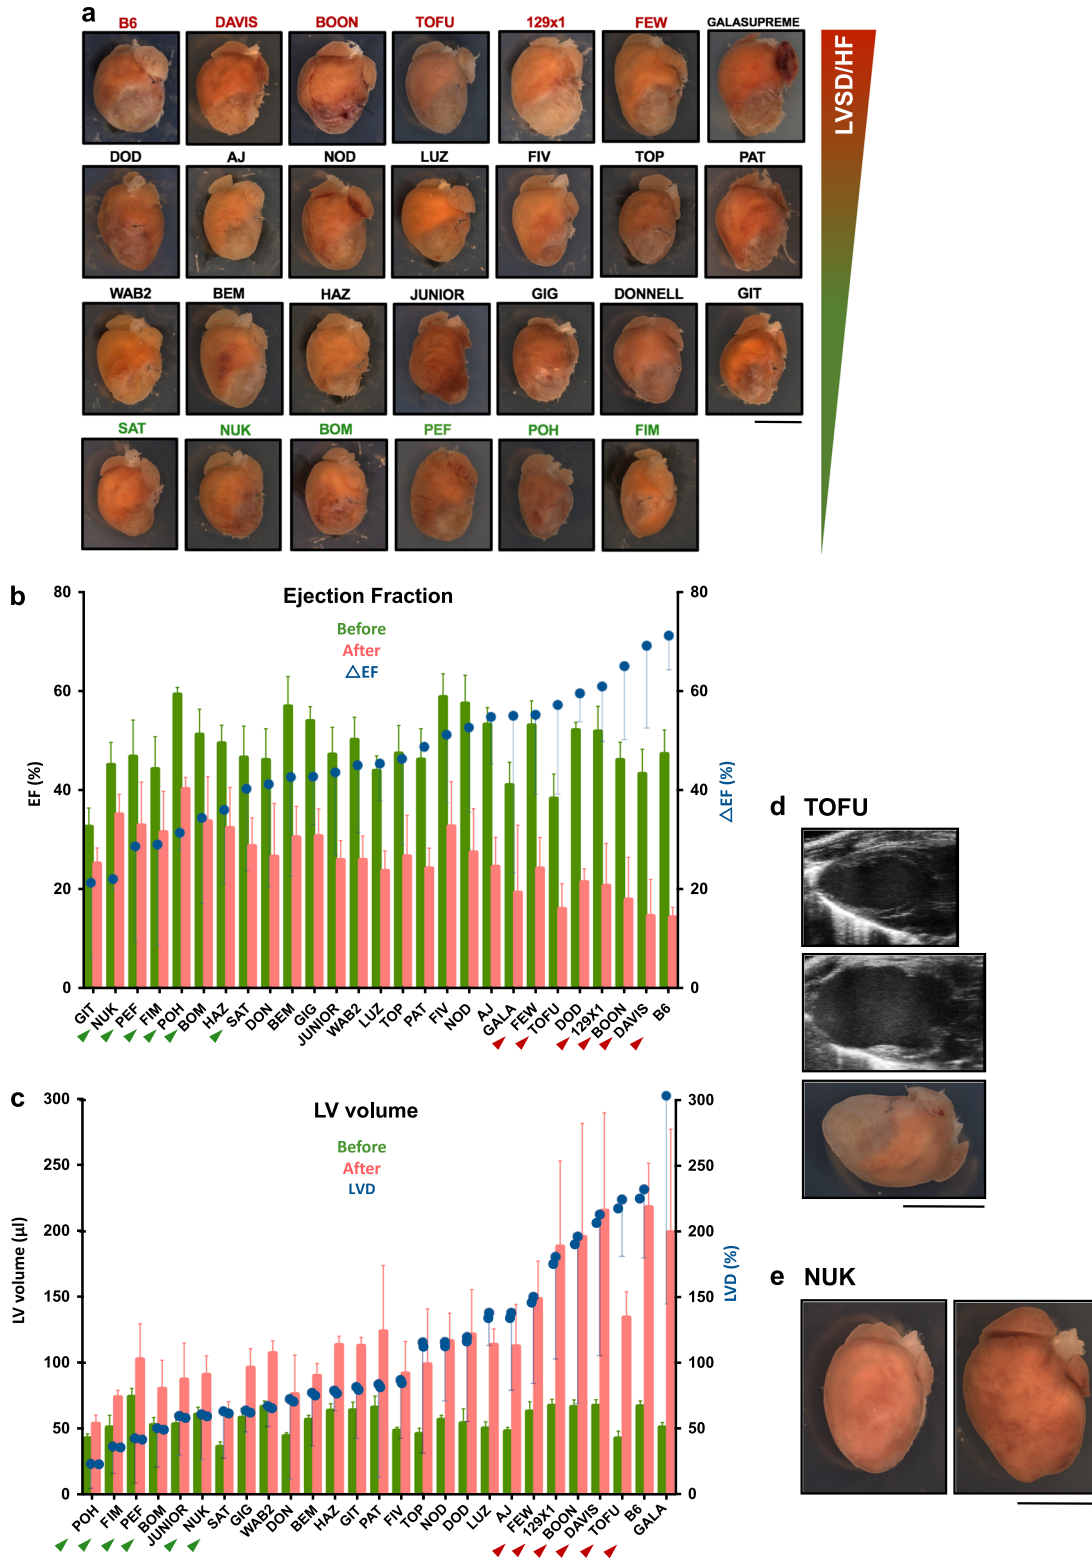 a
B6 DAVIS BOON TOFU 129x1 FEW GALASUPREME
LVSD/HF
DOD AJ NOD LUZ FIV TOP PAT
WAB2 BEM HAZ JUNIOR GIG DONNELL GIT
SAT NUK BOM PEF POH FIM
b
Ejection Fraction
Before
After
△EF
EF (%)
80
60
40
20
0
80
60
40
20
0
△EF (%)
GIT NUK PEF FIM POH BOM HAZ SAT DON BEM GIG JUNIOR WAB2 LUZ TOP PAT FIV NOD AJ GALA FEW TOFU DOD 129X1 BOON DAVIS B6
c
LV volume
Before
After
LVD
LV volume (µl)
300
250
200
150
100
50
0
300
250
200
150
100
50
0
LVD (%)
POH FIM PEF BOM JUNIOR NUK SAT GIG WAB2 DON BEM HAZ GIT PAT FIV TOP NOD DOD LUZ AJ FEW 129X1 BOON DAVIS TOFU B6 GALA
d TOFU
e NUK